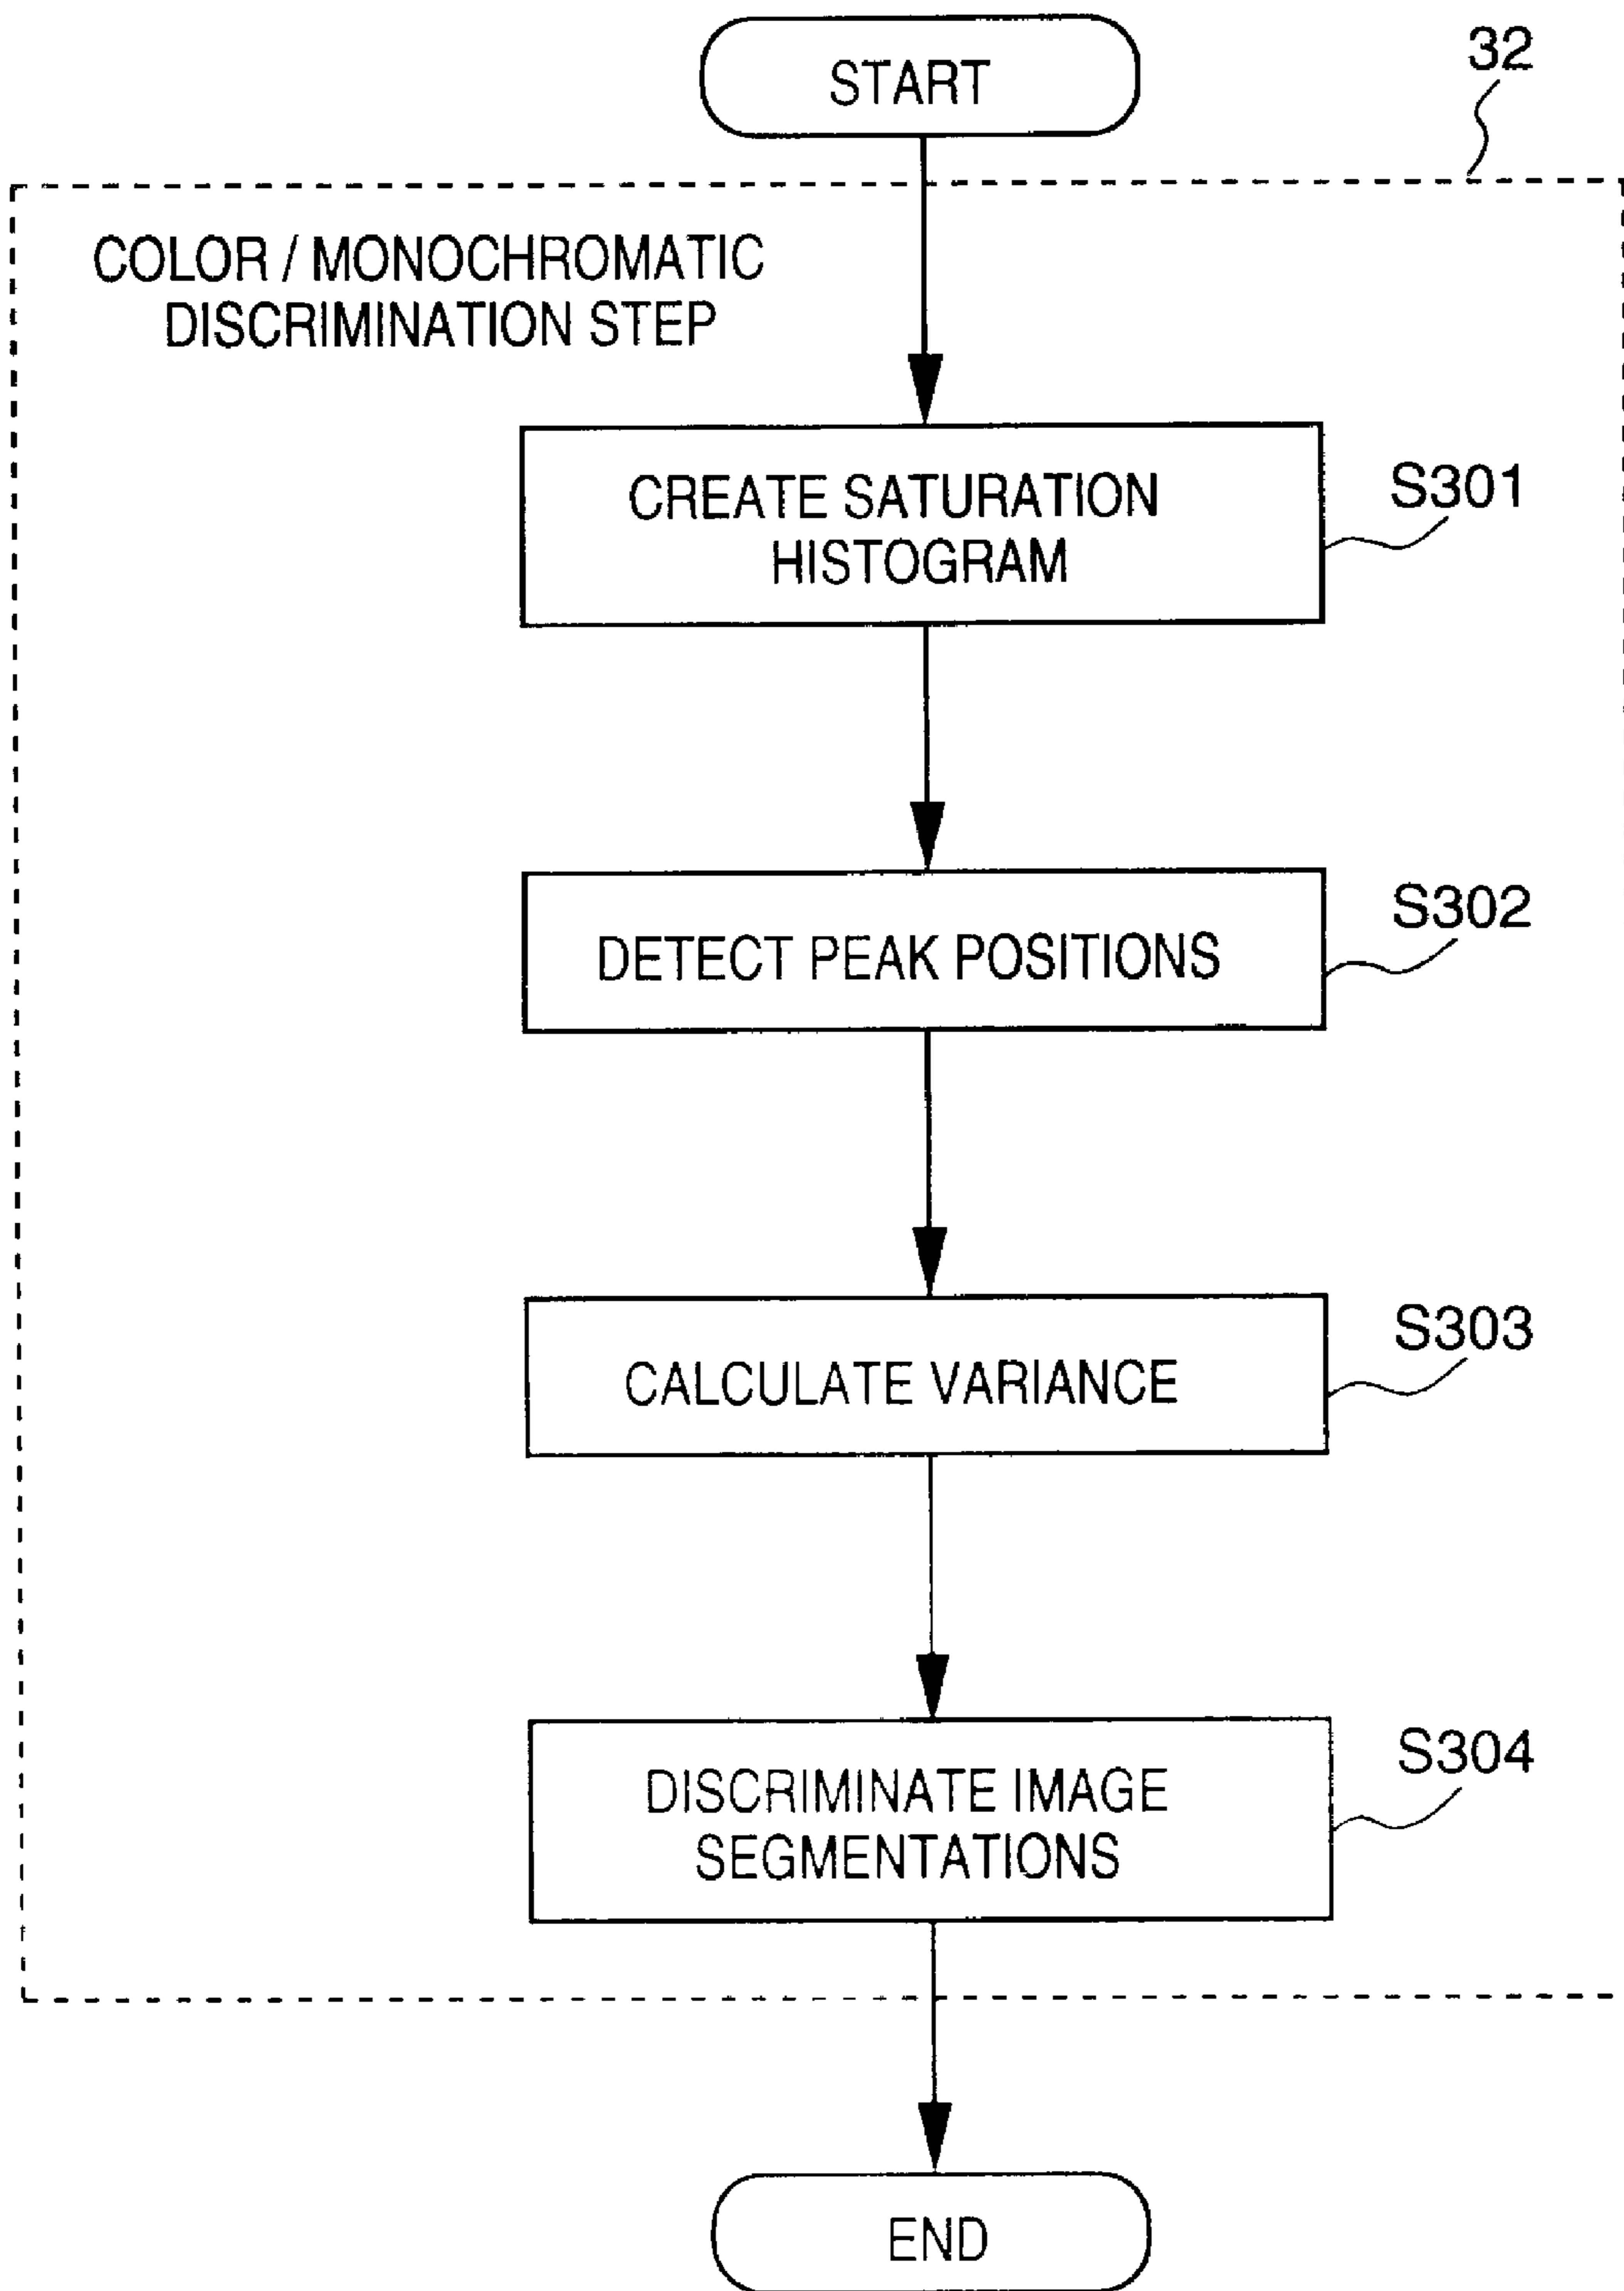 START
32
COLOR / MONOCHROMATIC
DISCRIMINATION STEP
CREATE SATURATION
HISTOGRAM
S301
DETECT PEAK POSITIONS
S302
CALCULATE VARIANCE
S303
DISCRIMINATE IMAGE
SEGMENTATIONS
S304
END